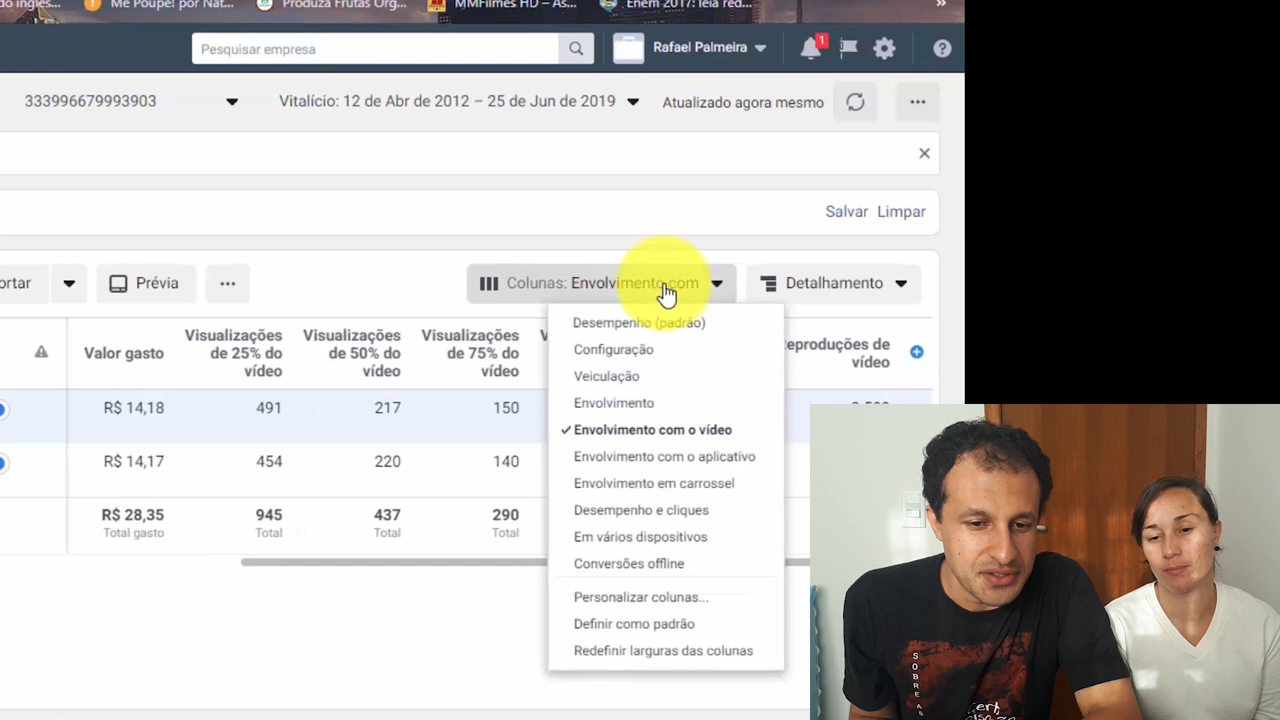 do inglês...
Me Poupe! por Nat...
Produza Frutas Org...
MMFilmes HD – As...
Enem 2017: leia red...
»
Pesquisar empresa
Rafael Palmeira
1
333996679993903
Vitalício: 12 de Abr de 2012 – 25 de Jun de 2019
Atualizado agora mesmo
Salvar Limpar
ortar
Prévia
Colunas: Envolvimento com
Detalhamento
Valor gasto
Visualizações
de 25% do
vídeo
Visualizações
de 50% do
vídeo
Visualizações
de 75% do
vídeo
V
eproduções de
vídeo
R$ 14,18 491 217 150
R$ 14,17 454 220 140
R$ 28,35 945 437 290
Total gasto Total Total Total
Desempenho (padrão)
Configuração
Veiculação
Envolvimento
Envolvimento com o vídeo
Envolvimento com o aplicativo
Envolvimento em carrossel
Desempenho e cliques
Em vários dispositivos
Conversões offline
Personalizar colunas...
Definir como padrão
Redefinir larguras das colunas
SOBRE AS